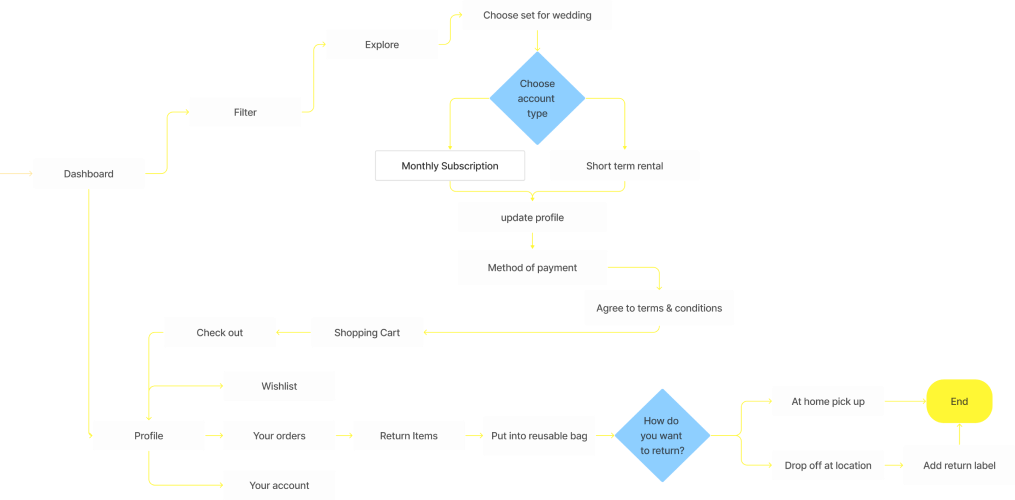 Choose set for wedding
Explore
Choose
account
type
Filter
Monthly Subscription
Short term rental
Dashboard
update profile
Method of payment
Agree to terms & conditions
Check out
Shopping Cart
Wishlist
Profile
Your orders
Return Items
Put into reusable bag
How do
you want
to return?
At home pick up
End
Drop off at location
Add return label
Your account